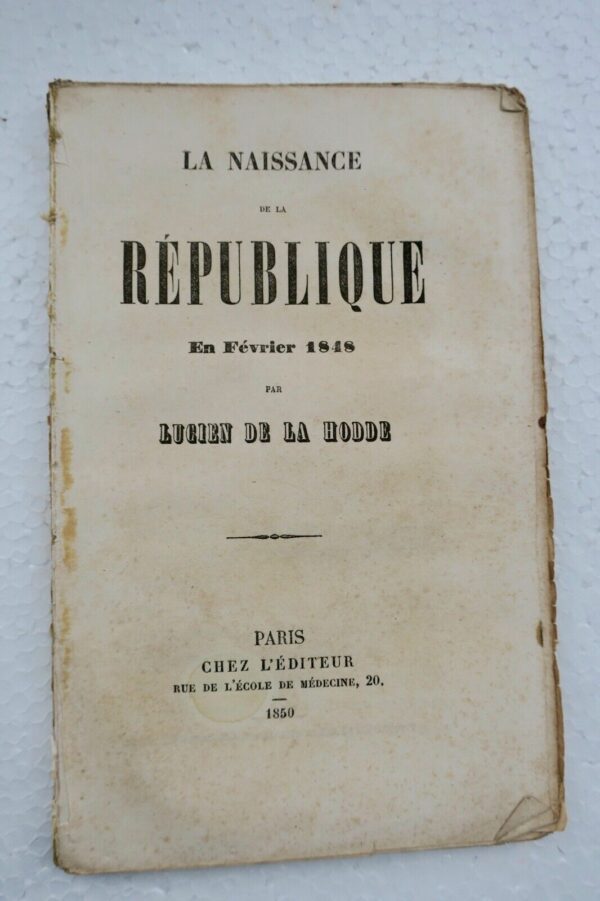 LA NAISSANCE
DE LA
RÉPUBLIQUE
En Février 1848
PAR
LUCIEN DE LA HODDE
PARIS
CHEZ L'ÉDITEUR
RUE DE L'ÉCOLE DE MÉDECINE, 20.
1850